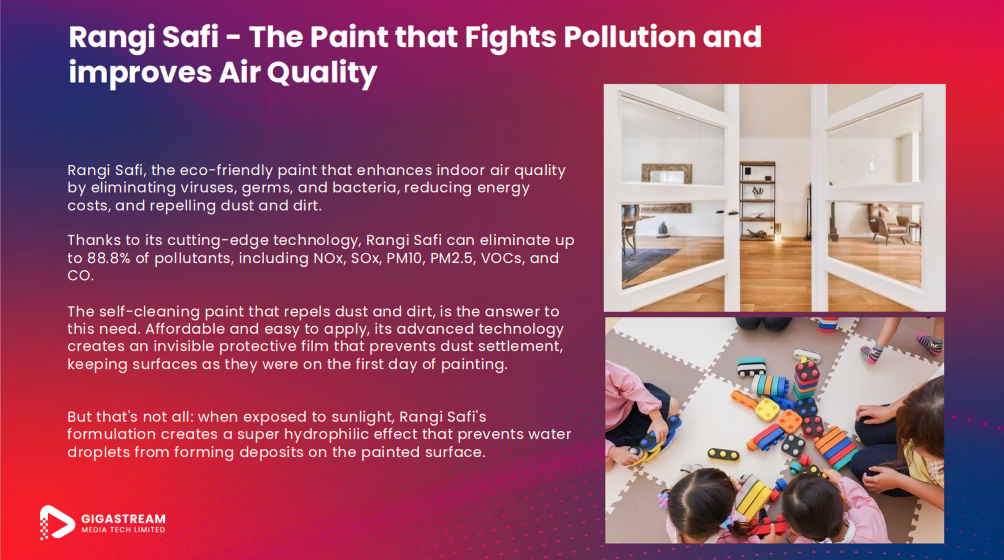 Rangi Safi - The Paint that Fights Pollution and
improves Air Quality
Rangi Safi, the eco-friendly paint that enhances indoor air quality
by eliminating viruses, germs, and bacteria, reducing energy
costs, and repelling dust and dirt.
Thanks to its cutting-edge technology, Rangi Safi can eliminate up
to 88.8% of pollutants, including NOx, SOx, PM10, PM2.5, VOCs, and
CO.
The self-cleaning paint that repels dust and dirt, is the answer to
this need. Affordable and easy to apply, its advanced technology
creates an invisible protective film that prevents dust settlement,
keeping surfaces as they were on the first day of painting.
But that's not all: when exposed to sunlight, Rangi Safi's
formulation creates a super hydrophilic effect that prevents water
droplets from forming deposits on the painted surface.
GIGASTREAM
MEDIA TECH LIMITED